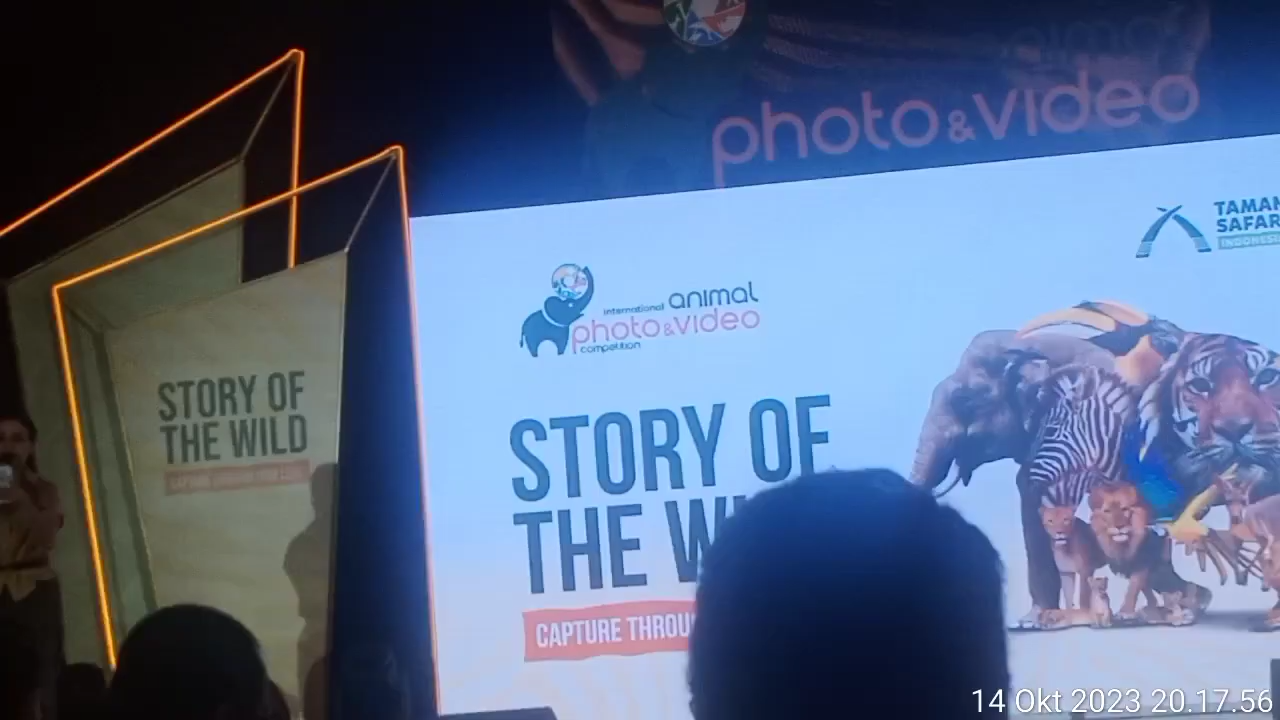 photo&video
TAMAN
SAFAR
INDONESI
international animal
photo&video
competition
STORY OF
THE WILD
STORY OF
THE W
CAPTURE THROU
14 Okt 2023 20.17.56